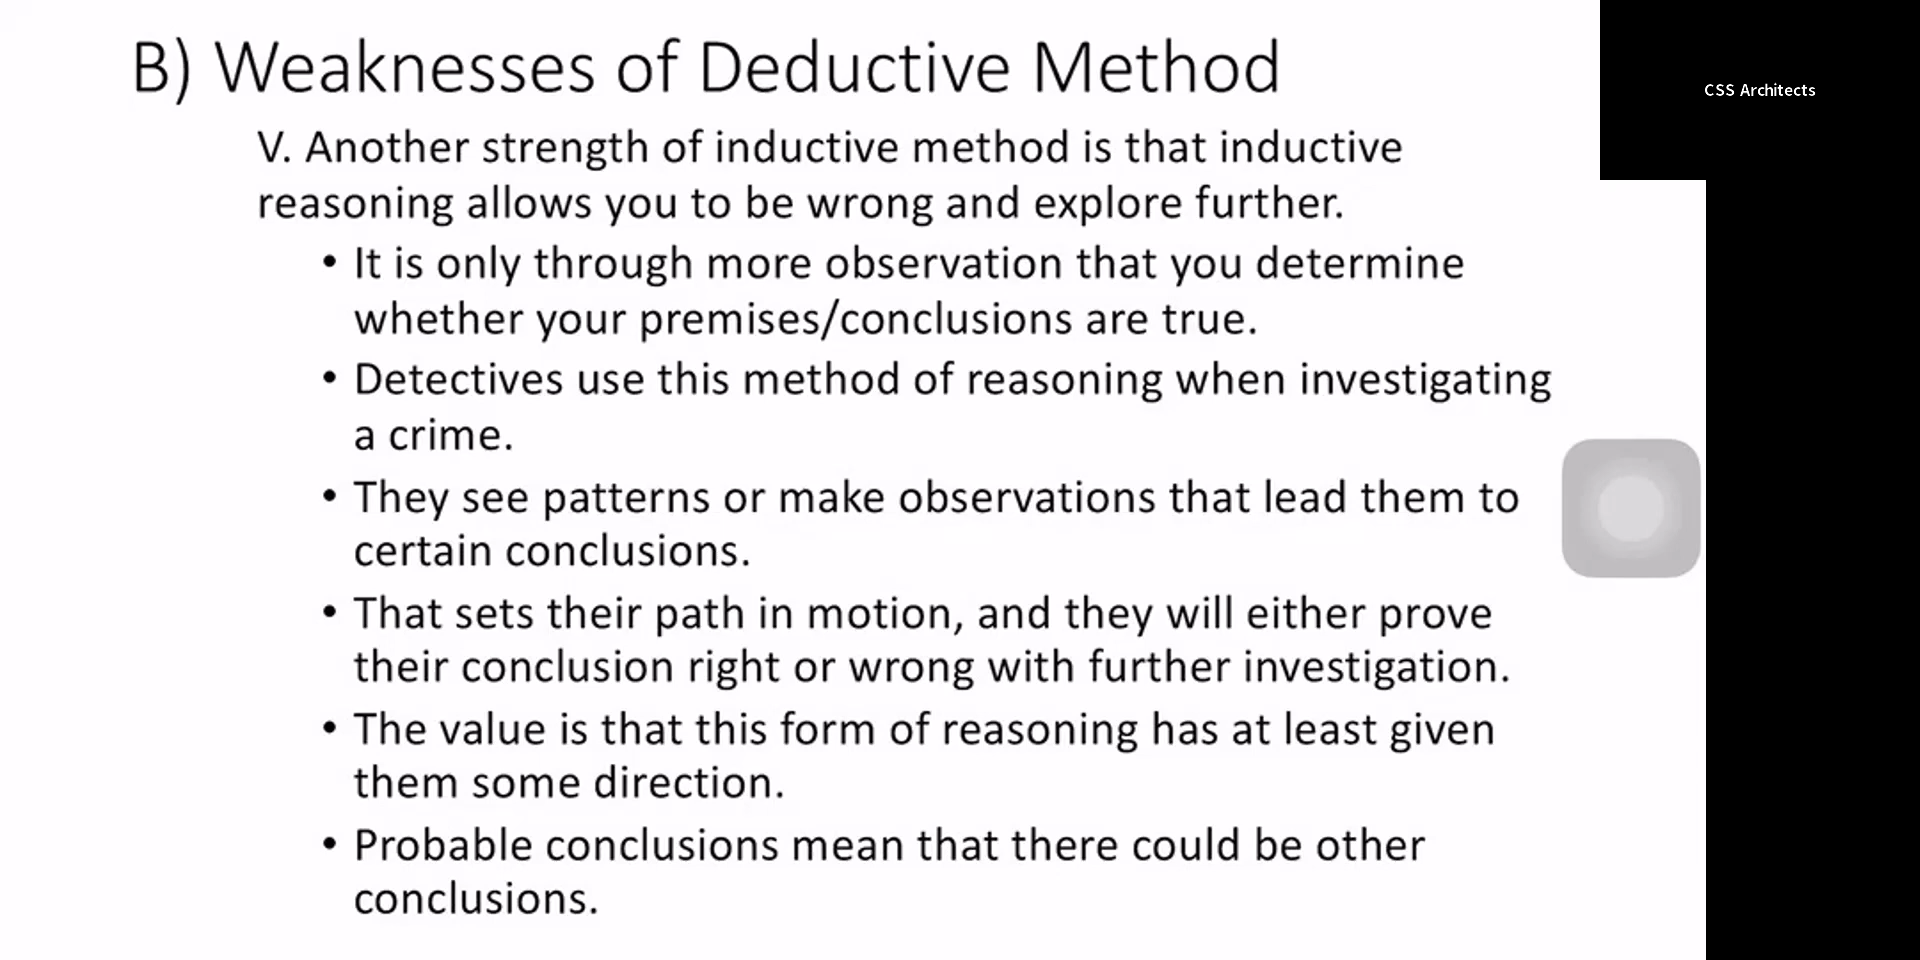 B) Weaknesses of Deductive Method
CSS Architects
V. Another strength of inductive method is that inductive
reasoning allows you to be wrong and explore further.
• It is only through more observation that you determine
whether your premises/conclusions are true.
• Detectives use this method of reasoning when investigating
a crime.
• They see patterns or make observations that lead them to
certain conclusions.
• That sets their path in motion, and they will either prove
their conclusion right or wrong with further investigation.
• The value is that this form of reasoning has at least given
them some direction.
• Probable conclusions mean that there could be other
conclusions.